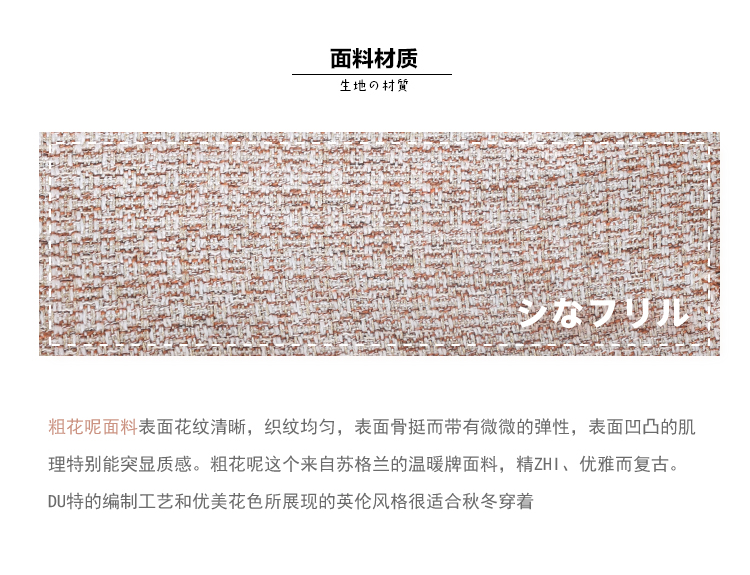 面料材质
生地の材質
シなフリル
粗花呢面料表面花纹清晰，织纹均匀，表面骨挺而带有微微的弹性，表面凹凸的肌
理特别能突显质感。粗花呢这个来自苏格兰的温暖牌面料，精ZHI、优雅而复古。
DU特的编制工艺和优美花色所展现的英伦风格很适合秋冬穿着